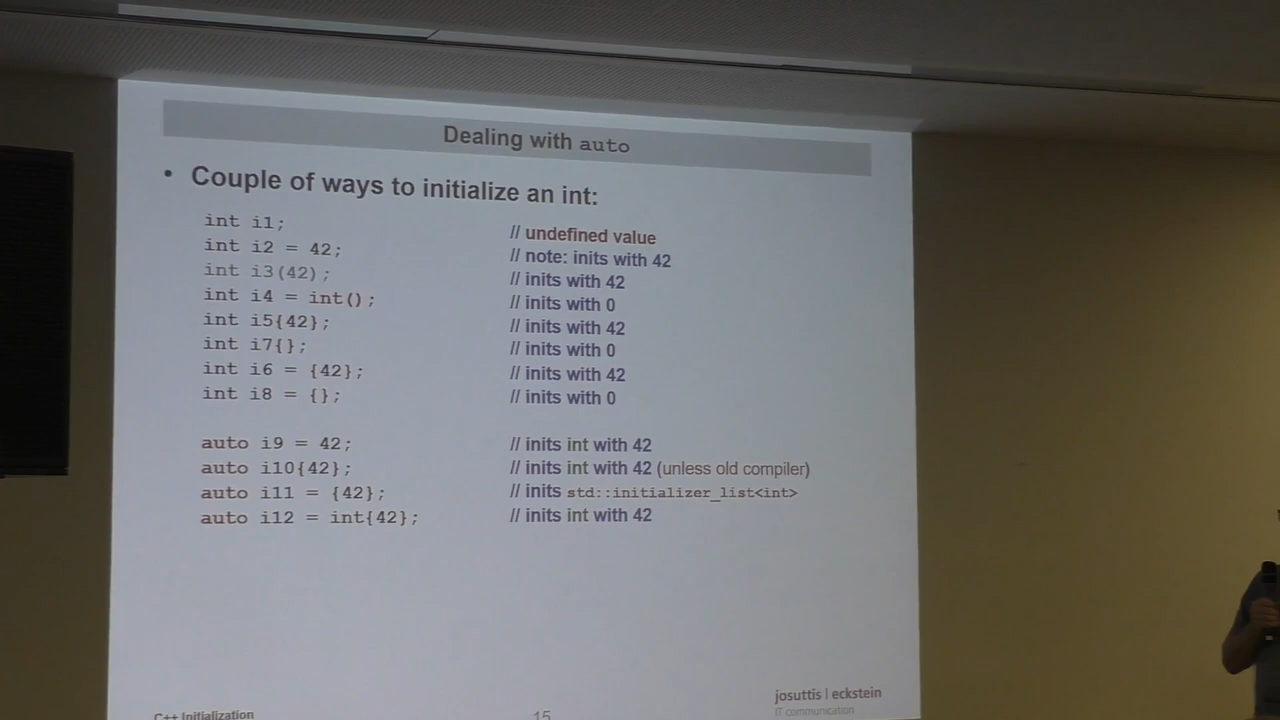 Dealing with auto
• Couple of ways to initialize an int:
int i1; // undefined value
int i2 = 42; // note: inits with 42
int i3(42); // inits with 42
int i4 = int(); // inits with 0
int i5{42}; // inits with 42
int i7{}; // inits with 0
int i6 = {42}; // inits with 42
int i8 = {}; // inits with 0
auto i9 = 42; // inits int with 42
auto i10{42}; // inits int with 42 (unless old compiler)
auto i11 = {42}; // inits std::initializer_list<int>
auto i12 = int{42}; // inits int with 42
josuttis | eckstein
IT communication
C++ Initialization
15